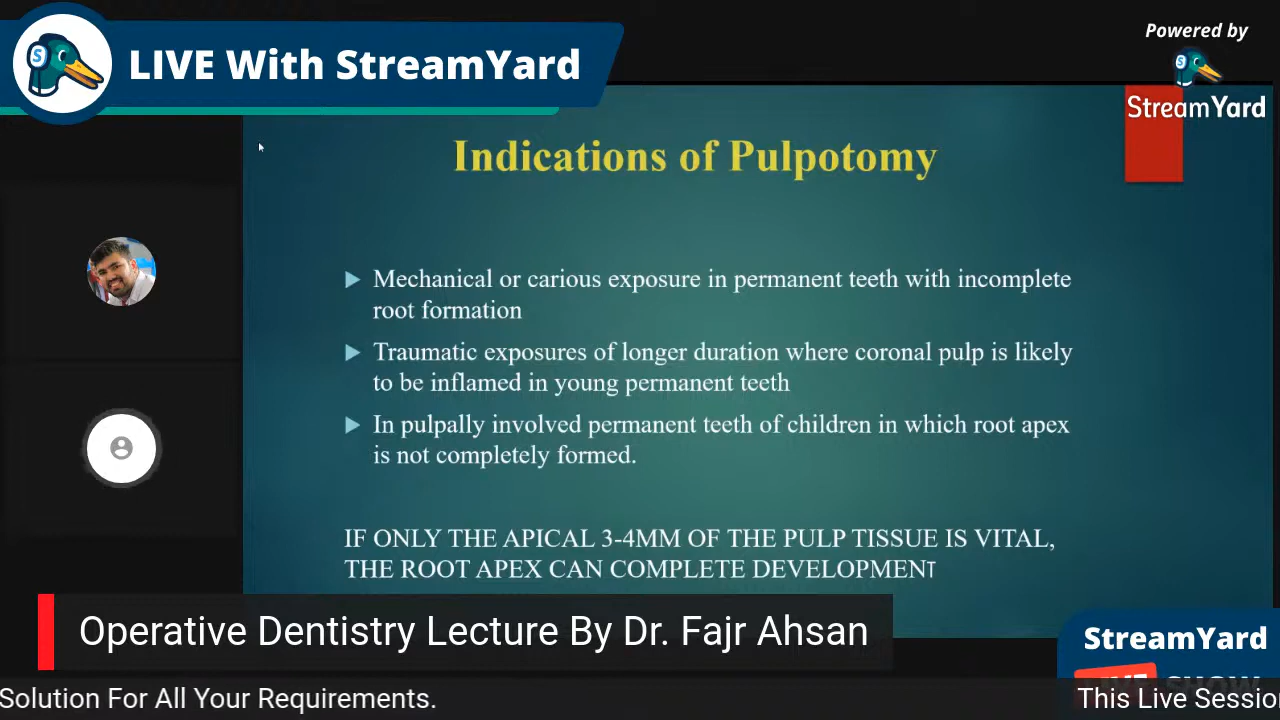 Powered by
S
LIVE With StreamYard
StreamYard
Indications of Pulpotomy
Mechanical or carious exposure in permanent teeth with incomplete
root formation
Traumatic exposures of longer duration where coronal pulp is likely
to be inflamed in young permanent teeth
In pulpally involved permanent teeth of children in which root apex
is not completely formed.
IF ONLY THE APICAL 3-4MM OF THE PULP TISSUE IS VITAL,
THE ROOT APEX CAN COMPLETE DEVELOPMENT
Operative Dentistry Lecture By Dr. Fajr Ahsan
StreamYard
LIVE SHOW
Solution For All Your Requirements.
This Live Sessio